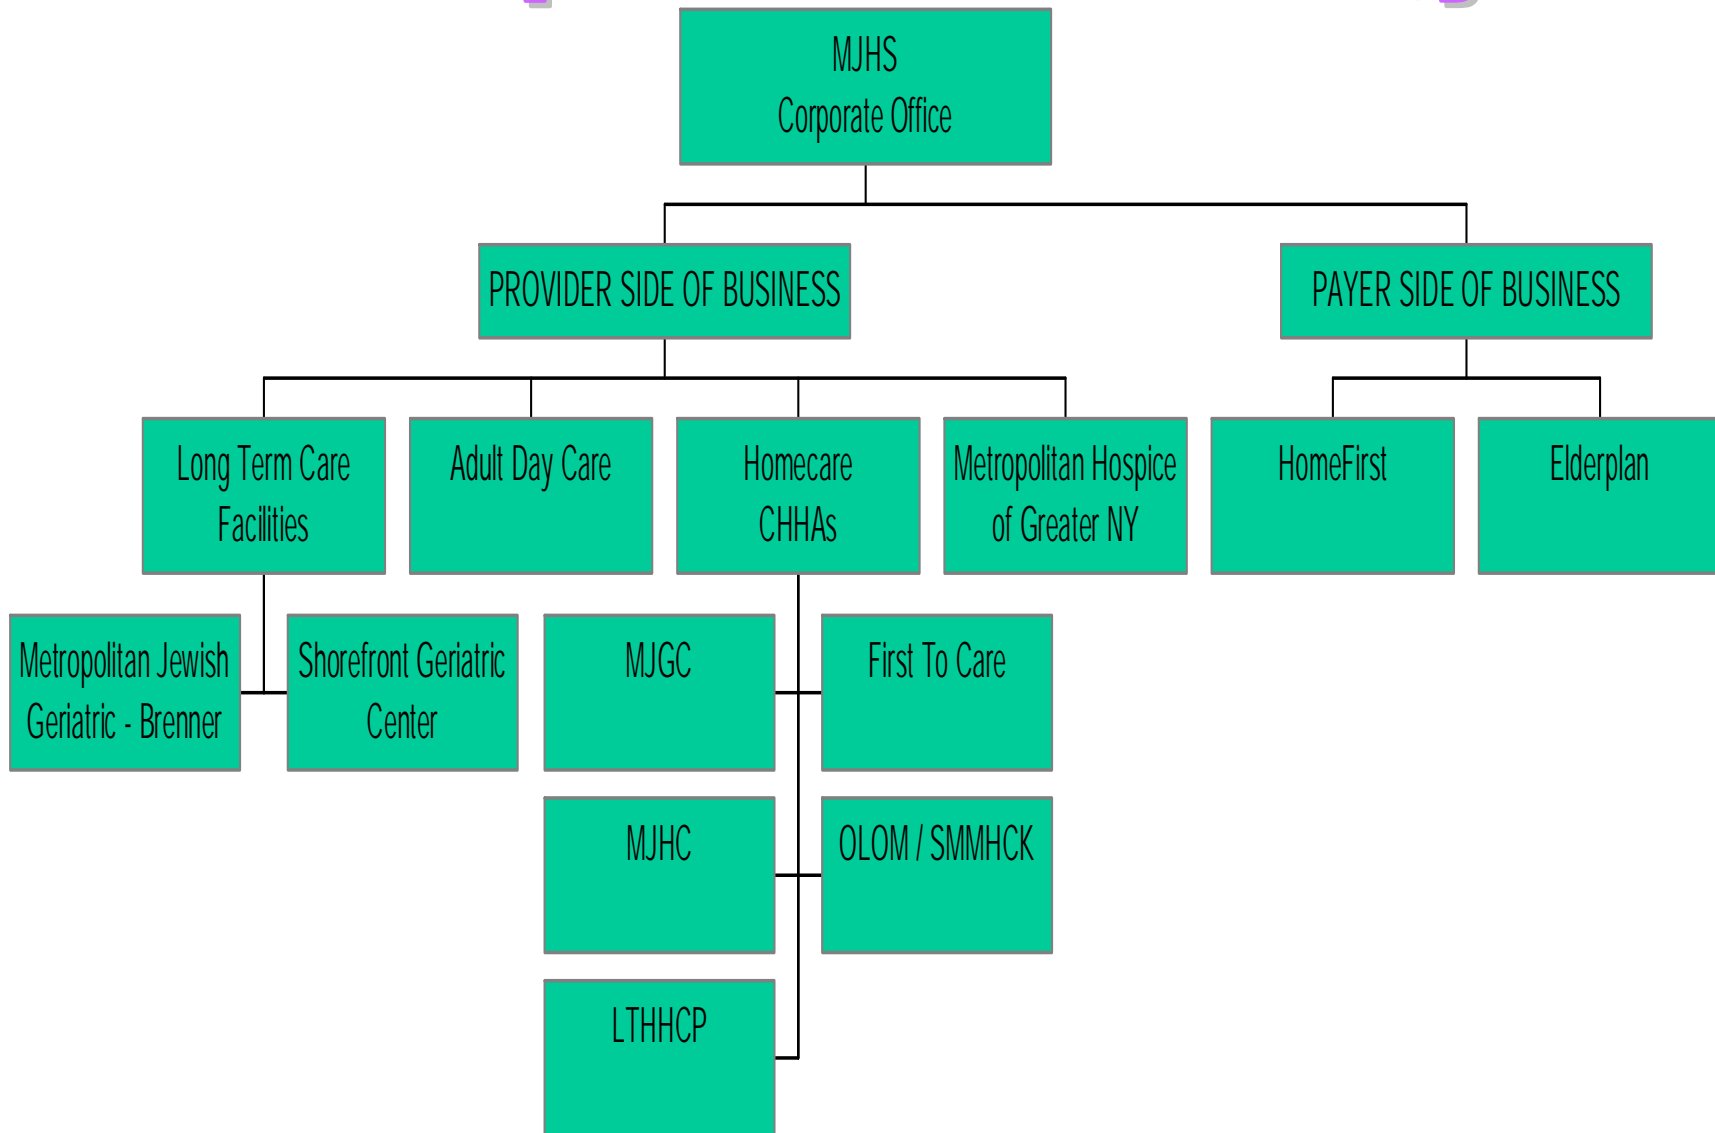 MJHS
Corporate Office
PROVIDER SIDE OF BUSINESS
PAYER SIDE OF BUSINESS
Long Term Care
Facilities
Adult Day Care
Homecare
CHHAs
Metropolitan Hospice
of Greater NY
HomeFirst
Elderplan
Metropolitan Jewish
Geriatric - Brenner
Shorefront Geriatric
Center
MJGC
First To Care
MJHC
OLOM / SMMHCK
LTHHCP